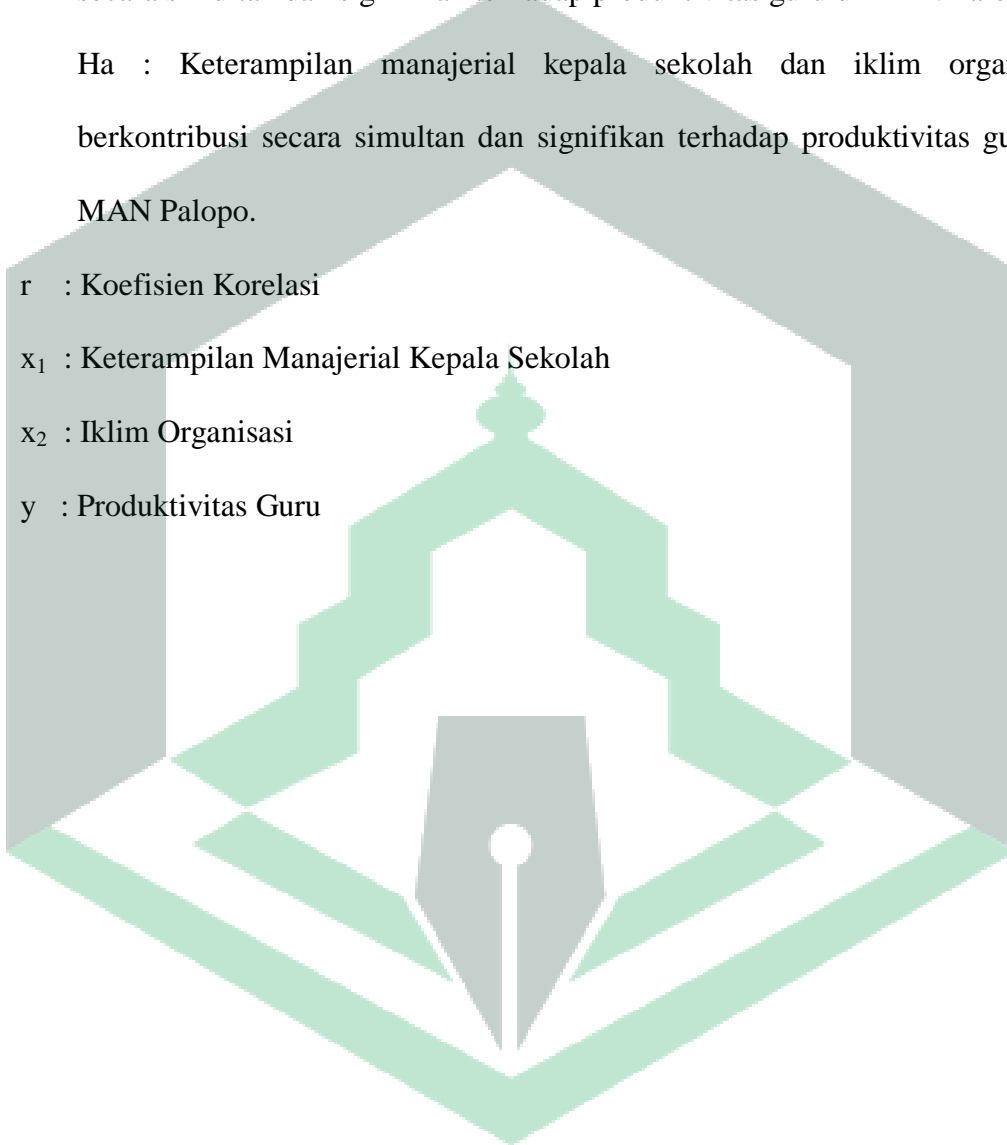 Ha : Keterampilan manajerial kepala sekolah dan iklim orga
berkontribusi secara simultan dan signifikan terhadap produktivitas gu
MAN Palopo.
r : Koefisien Korelasi
x₁ : Keterampilan Manajerial Kepala Sekolah
x₂ : Iklim Organisasi
y : Produktivitas Guru